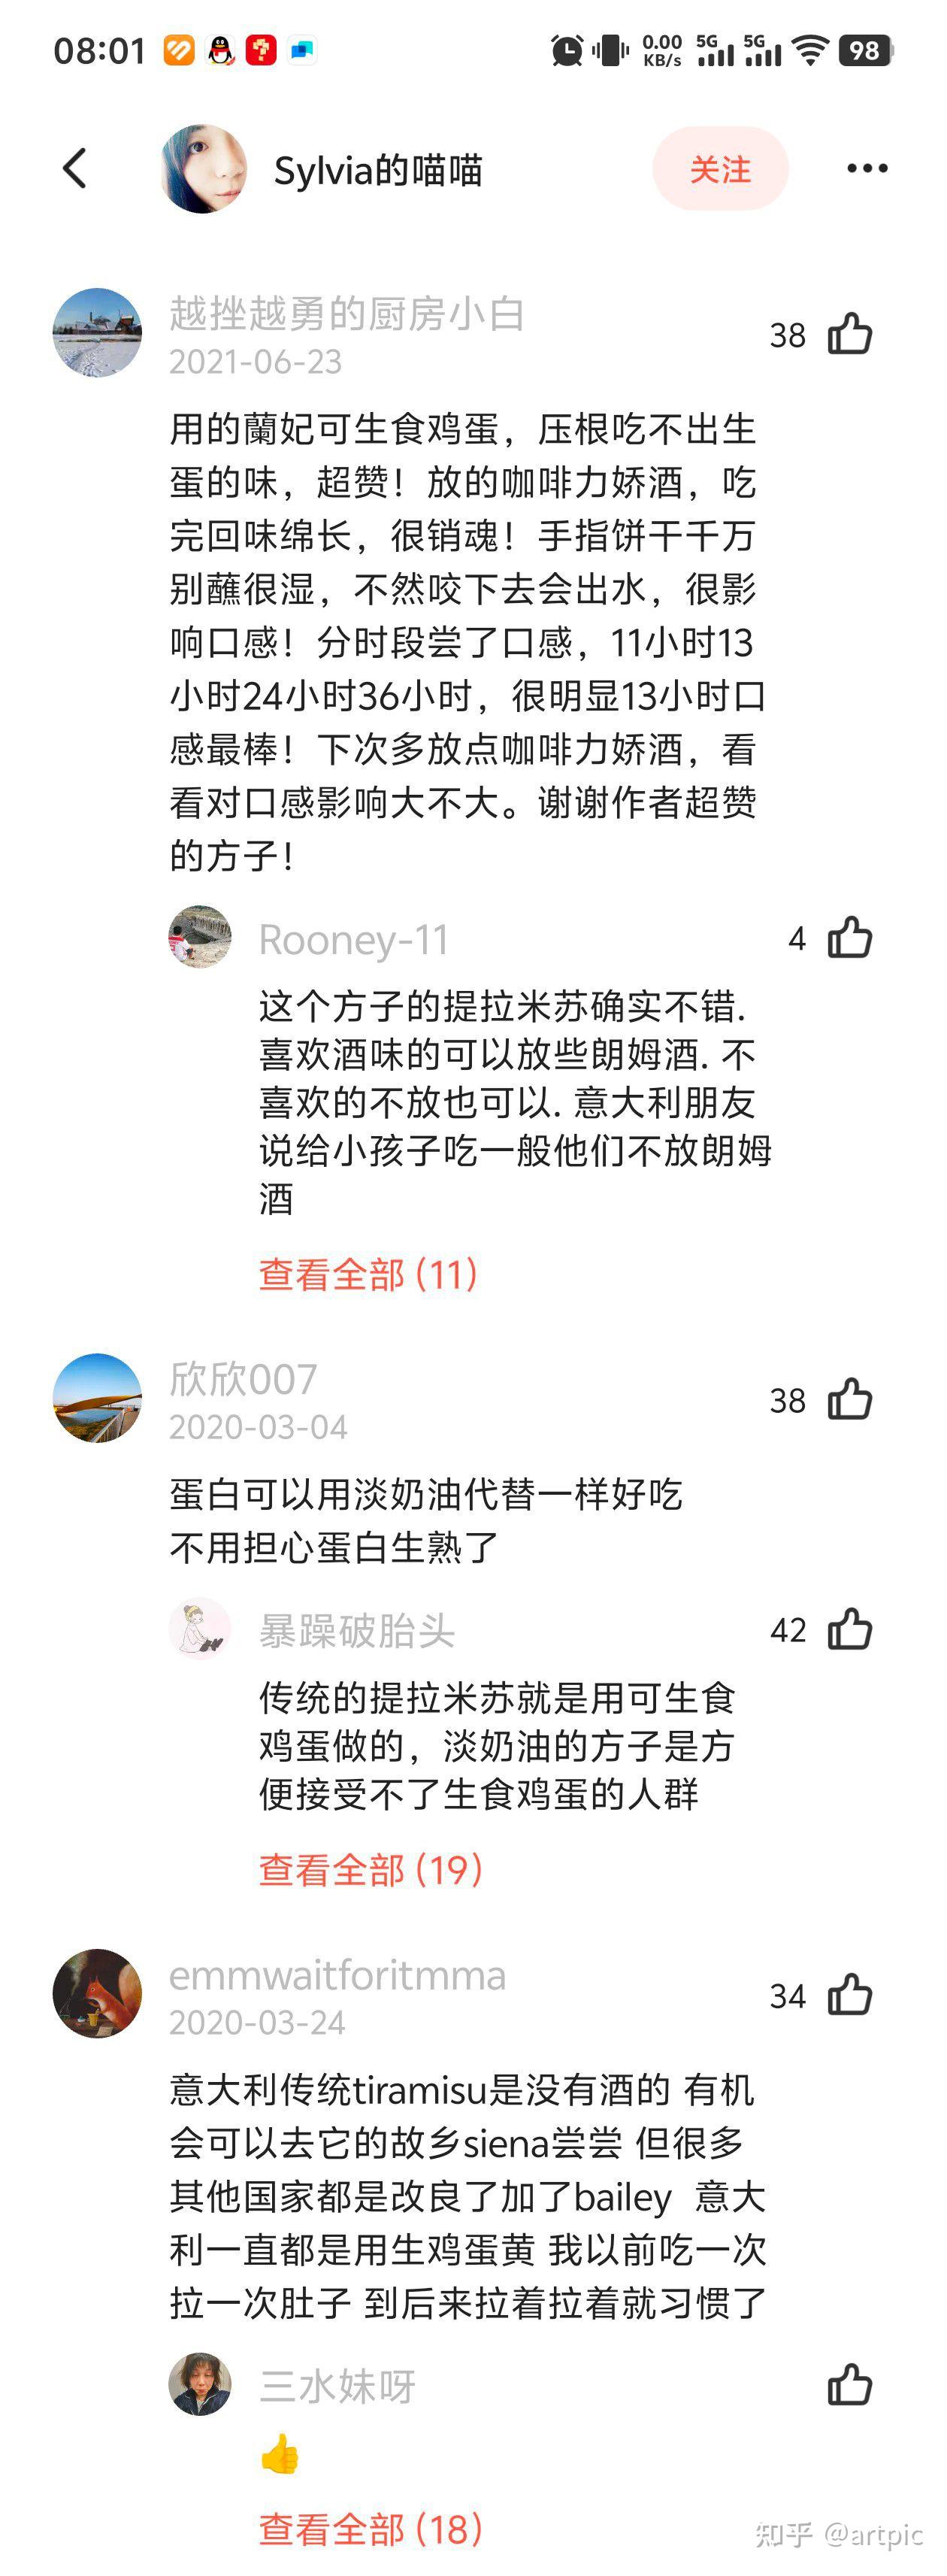 08:01
0.00
KB/s
5G
5G
98
Sylvia的喵喵
关注
越挫越勇的厨房小白
2021-06-23
38
用的蘭妃可生食鸡蛋，压根吃不出生
蛋的味，超赞！放的咖啡力娇酒，吃
完回味绵长，很销魂！手指饼干千万
别蘸很湿，不然咬下去会出水，很影
响口感！分时段尝了口感，11小时13
小时24小时36小时，很明显13小时口
感最棒！下次多放点咖啡力娇酒，看
看对口感影响大不大。谢谢作者超赞
的方子！
Rooney-11
4
这个方子的提拉米苏确实不错.
喜欢酒味的可以放些朗姆酒. 不
喜欢的不放也可以. 意大利朋友
说给小孩子吃一般他们不放朗姆
酒
查看全部 (11)
欣欣007
2020-03-04
38
蛋白可以用淡奶油代替一样好吃
不用担心蛋白生熟了
暴躁破胎头
42
传统的提拉米苏就是用可生食
鸡蛋做的，淡奶油的方子是方
便接受不了生食鸡蛋的人群
查看全部 (19)
emmwaitforitmma
2020-03-24
34
意大利传统tiramisu是没有酒的 有机
会可以去它的故乡siena尝尝 但很多
其他国家都是改良了加了bailey  意大
利一直都是用生鸡蛋黄 我以前吃一次
拉一次肚子 到后来拉着拉着就习惯了
三水妹呀
👍
查看全部 (18)
知乎 @artpic